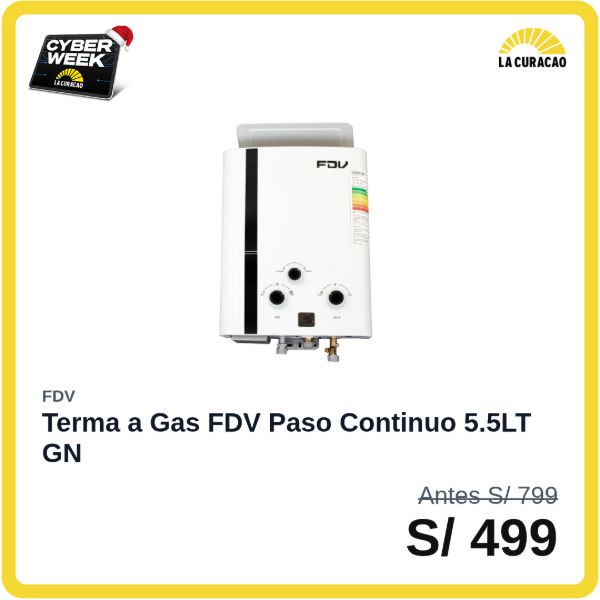 CYBER
WEEK
LA CURACAO
LA CURACAO
FDV
FDV
Terma a Gas FDV Paso Continuo 5.5LT
GN
Antes S/ 799
S/ 499